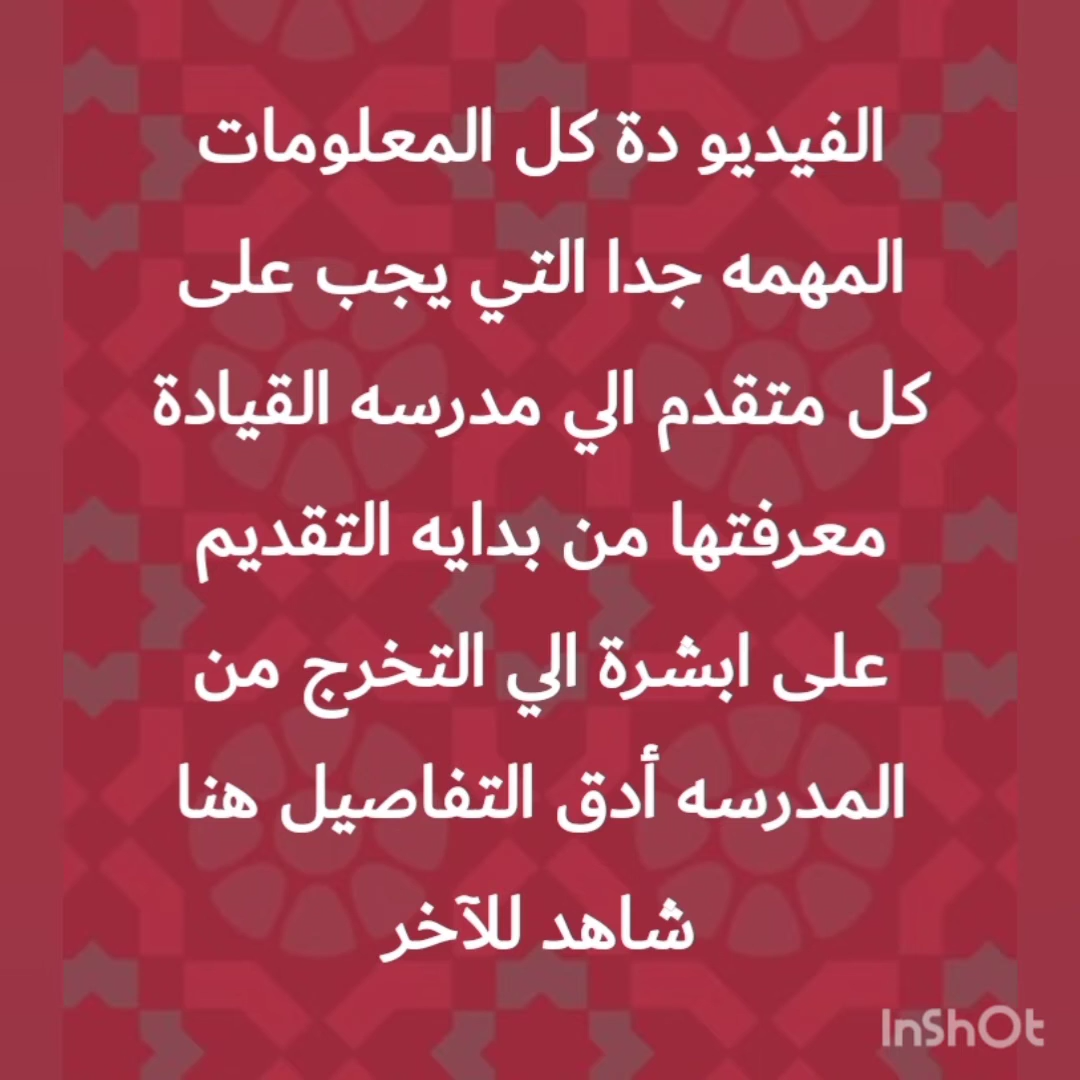 الفيديو دة كل المعلومات
المهمه جدا التي يجب على
كل متقدم الي مدرسه القيادة
معرفتها من بدايه التقديم
على ابشرة الي التخرج من
المدرسه أدق التفاصيل هنا
شاهد للآخر
InShOt